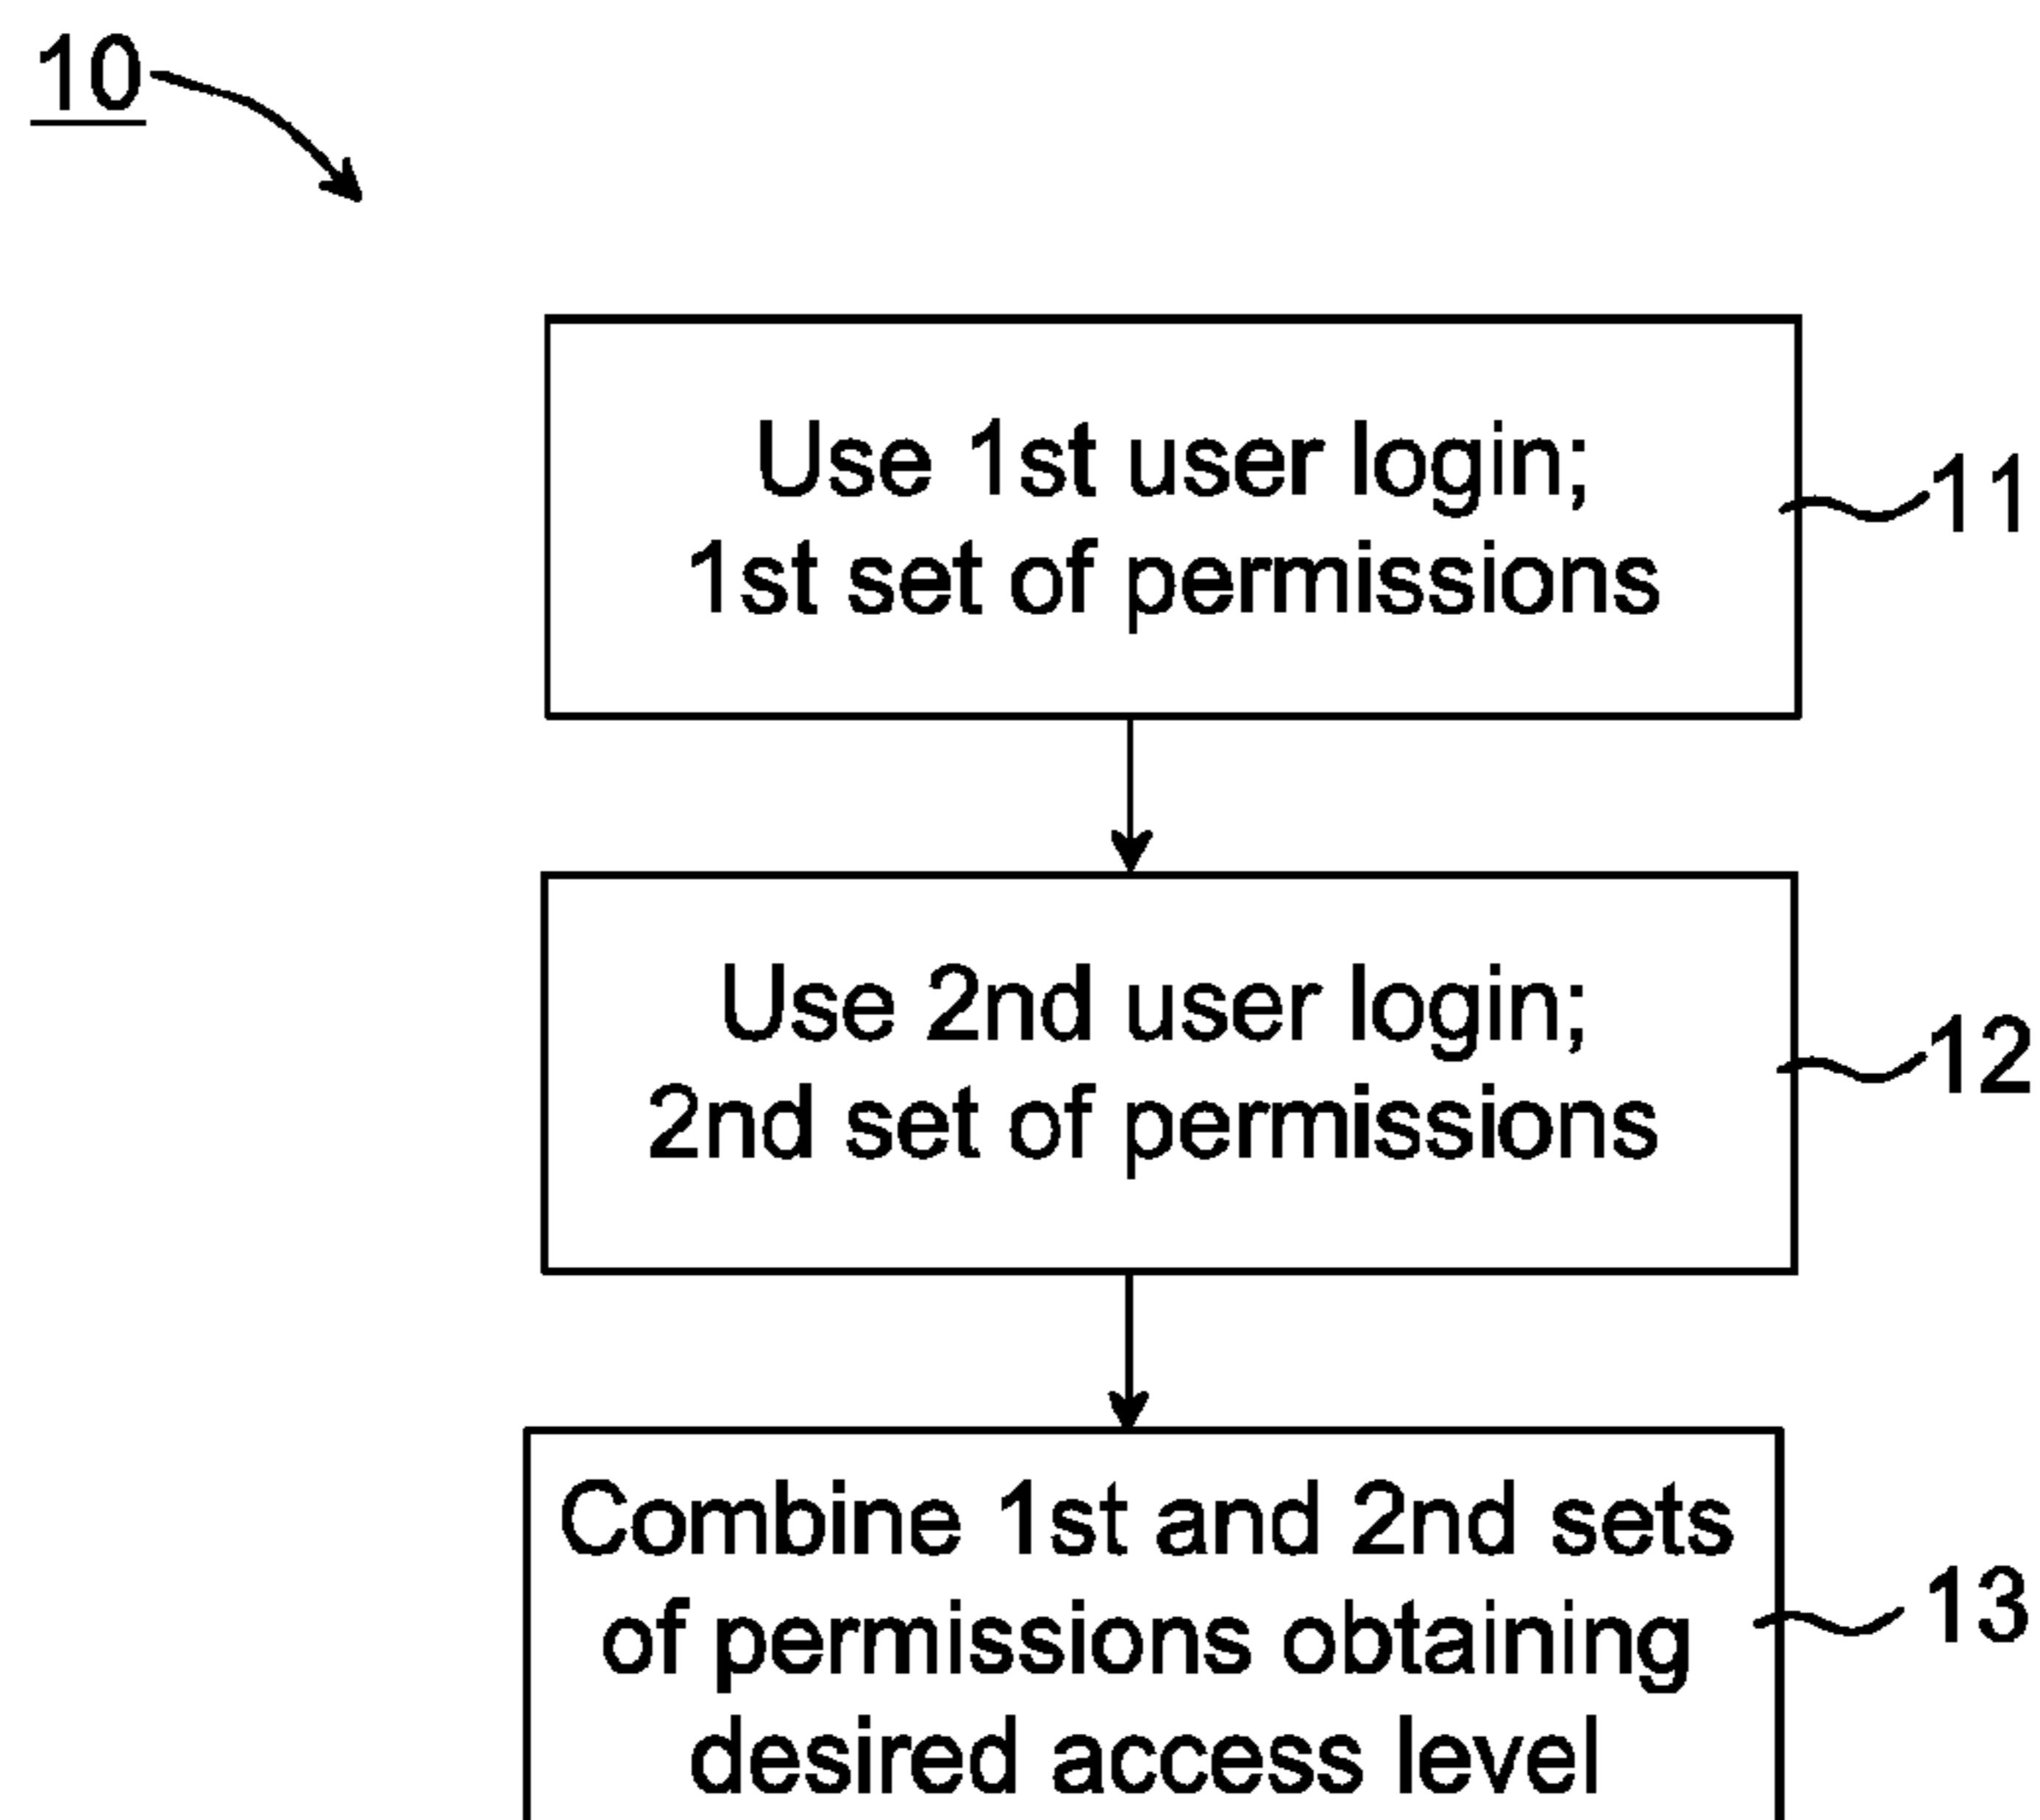 10
Use 1st user login;
1st set of permissions
11
Use 2nd user login;
2nd set of permissions
12
Combine 1st and 2nd sets
of permissions obtaining
desired access level
13